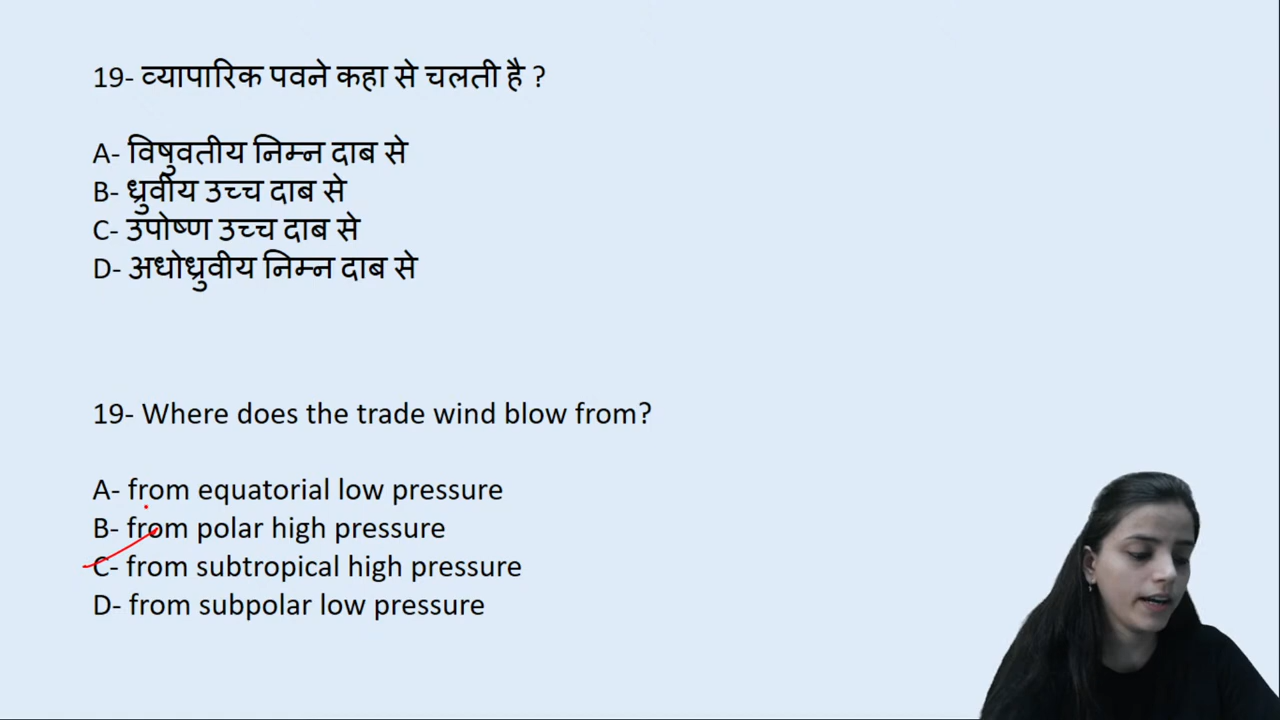 19- व्यापारिक पवने कहा से चलती है ?
A- विषुवतीय निम्न दाब से
B- ध्रुवीय उच्च दाब से
C- उपोष्ण उच्च दाब से
D- अधोध्रुवीय निम्न दाब से
19- Where does the trade wind blow from?
A- from equatorial low pressure
B- from polar high pressure
C- from subtropical high pressure
D- from subpolar low pressure